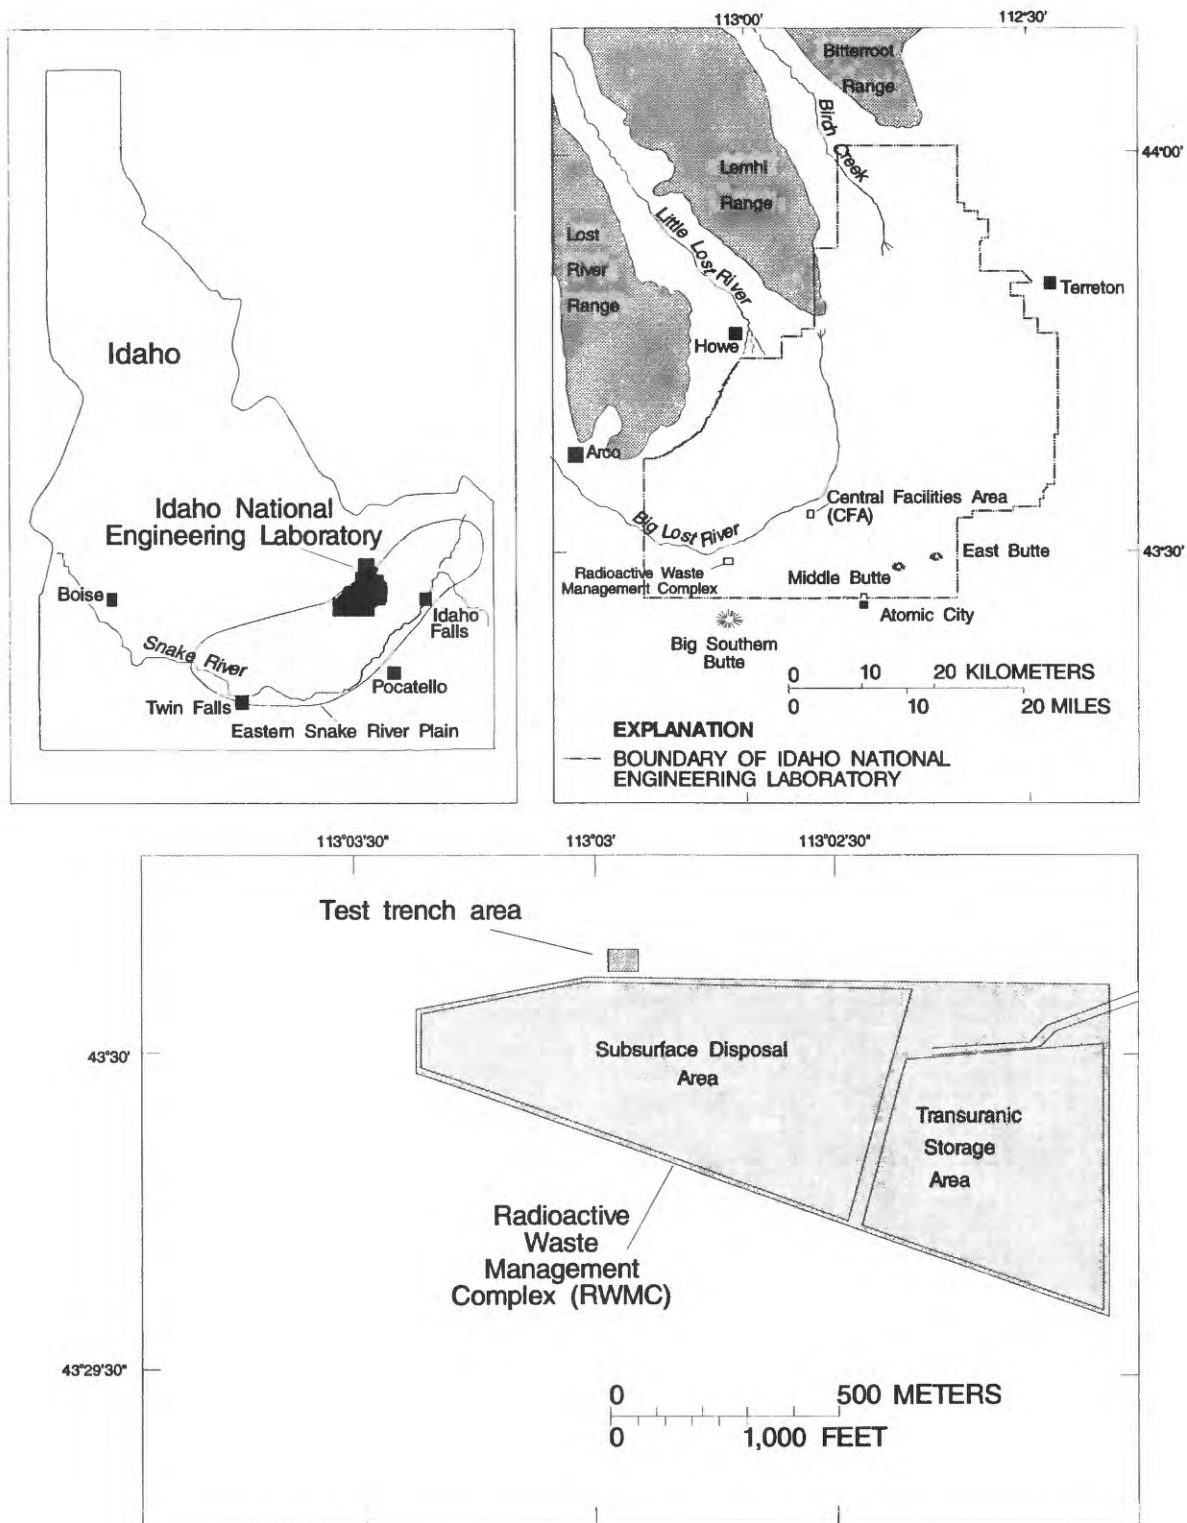 Idaho
Idaho National
Engineering Laboratory
Boise
Idaho
Falls
Snake River
Pocatello
Twin Falls
Eastern Snake River Plain
113°00'
112°30'
Bitterroot
Range
Birch Creek
44°00'
Lemhi
Range
Little Lost River
Lost
River
Range
Terreton
Howe
Arco
Central Facilities Area
(CFA)
Big Lost River
East Butte
43°30'
Radioactive Waste
Management Complex
Middle Butte
Atomic City
Big Southern
Butte
0 10 20 KILOMETERS
0 10 20 MILES
EXPLANATION
BOUNDARY OF IDAHO NATIONAL
ENGINEERING LABORATORY
113°03'30"
113°03'
113°02'30"
Test trench area
43°30'
Subsurface Disposal
Area
Transuranic
Storage
Area
Radioactive
Waste
Management
Complex (RWMC)
43°29'30"
0 500 METERS
0 1,000 FEET